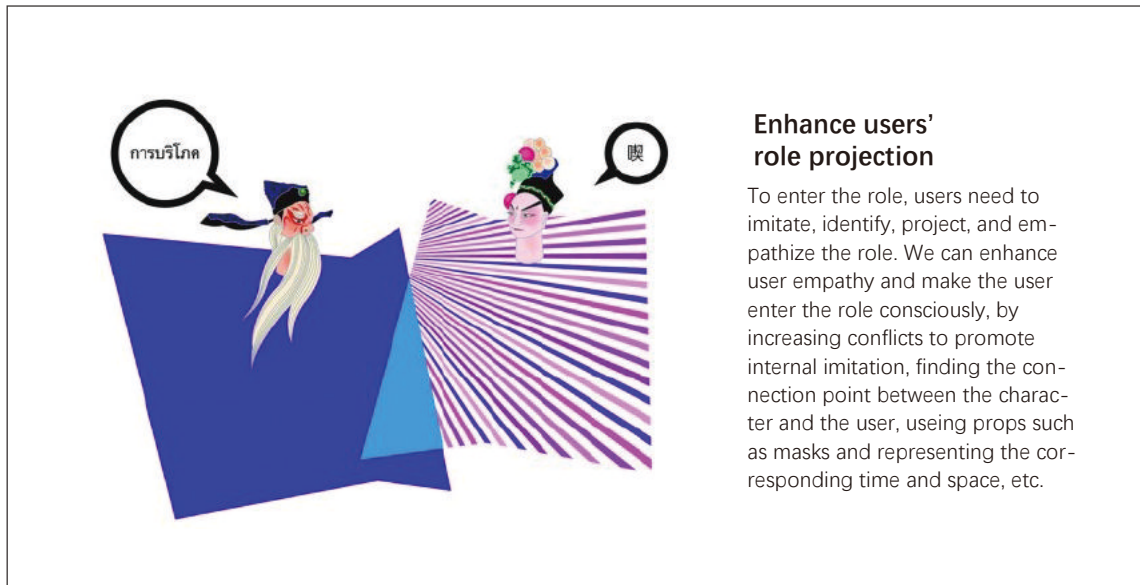 การบริโภค
喫
Enhance users'
role projection
To enter the role, users need to
imitate, identify, project, and em-
pathize the role. We can enhance
user empathy and make the user
enter the role consciously, by
increasing conflicts to promote
internal imitation, finding the con-
nection point between the charac-
ter and the user, useing props such
as masks and representing the cor-
responding time and space, etc.